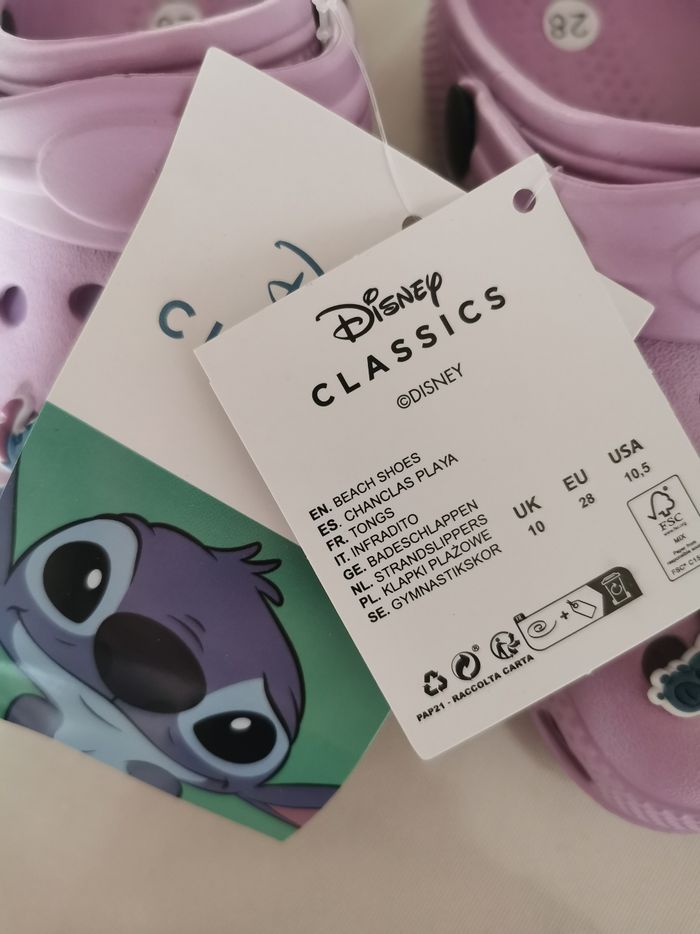 28
DISNEY
CLASSICS
©DISNEY
EN. BEACH SHOES
ES. CHANCLAS PLAYA
FR. TONGS
IT. INFRADITO
GE. BADESCHLAPPEN
NL. STRANDSLIPPERS
PL. KLAPKI PLAŻOWE
SE. GYMNASTIKSKOR
UK EU USA
10 28 10,5
FSC
MIX
PAP21 - RACCOLTA CARTA